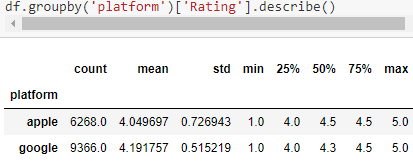 df.groupby('platform')['Rating'].describe()
count mean std min 25% 50% 75% max
platform
apple 6268.0 4.049697 0.726943 1.0 4.0 4.5 4.5 5.0
google 9366.0 4.191757 0.515219 1.0 4.0 4.3 4.5 5.0